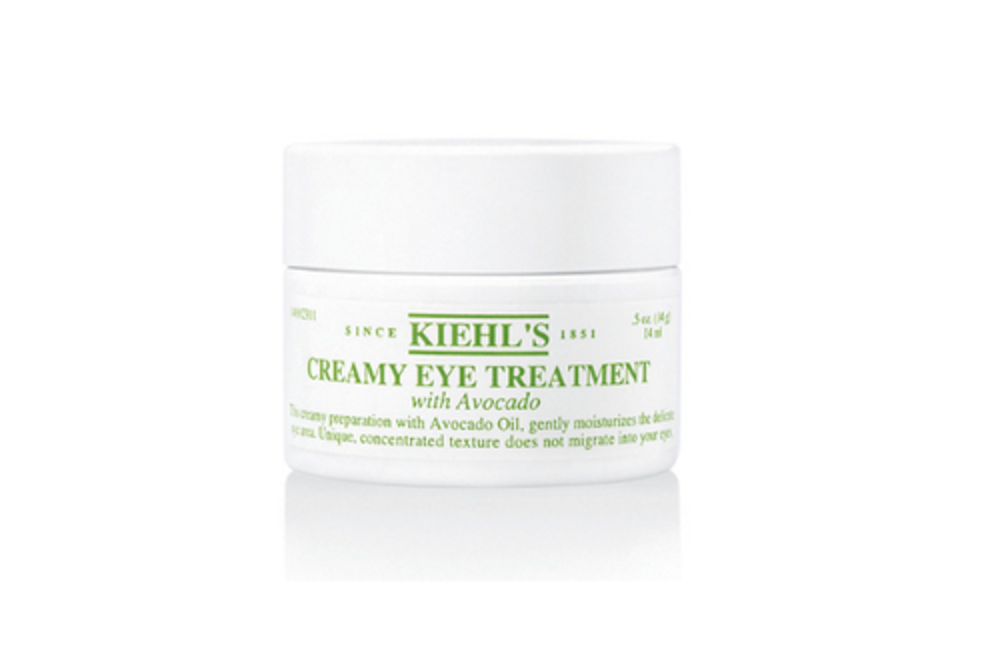 .5 oz. (14 g)
14 ml
SINCE KIEHL'S 1851
CREAMY EYE TREATMENT
with Avocado
creamy preparation with Avocado Oil, gently moisturizes the delicate
eye area. Unique, concentrated texture does not migrate into your eyes.